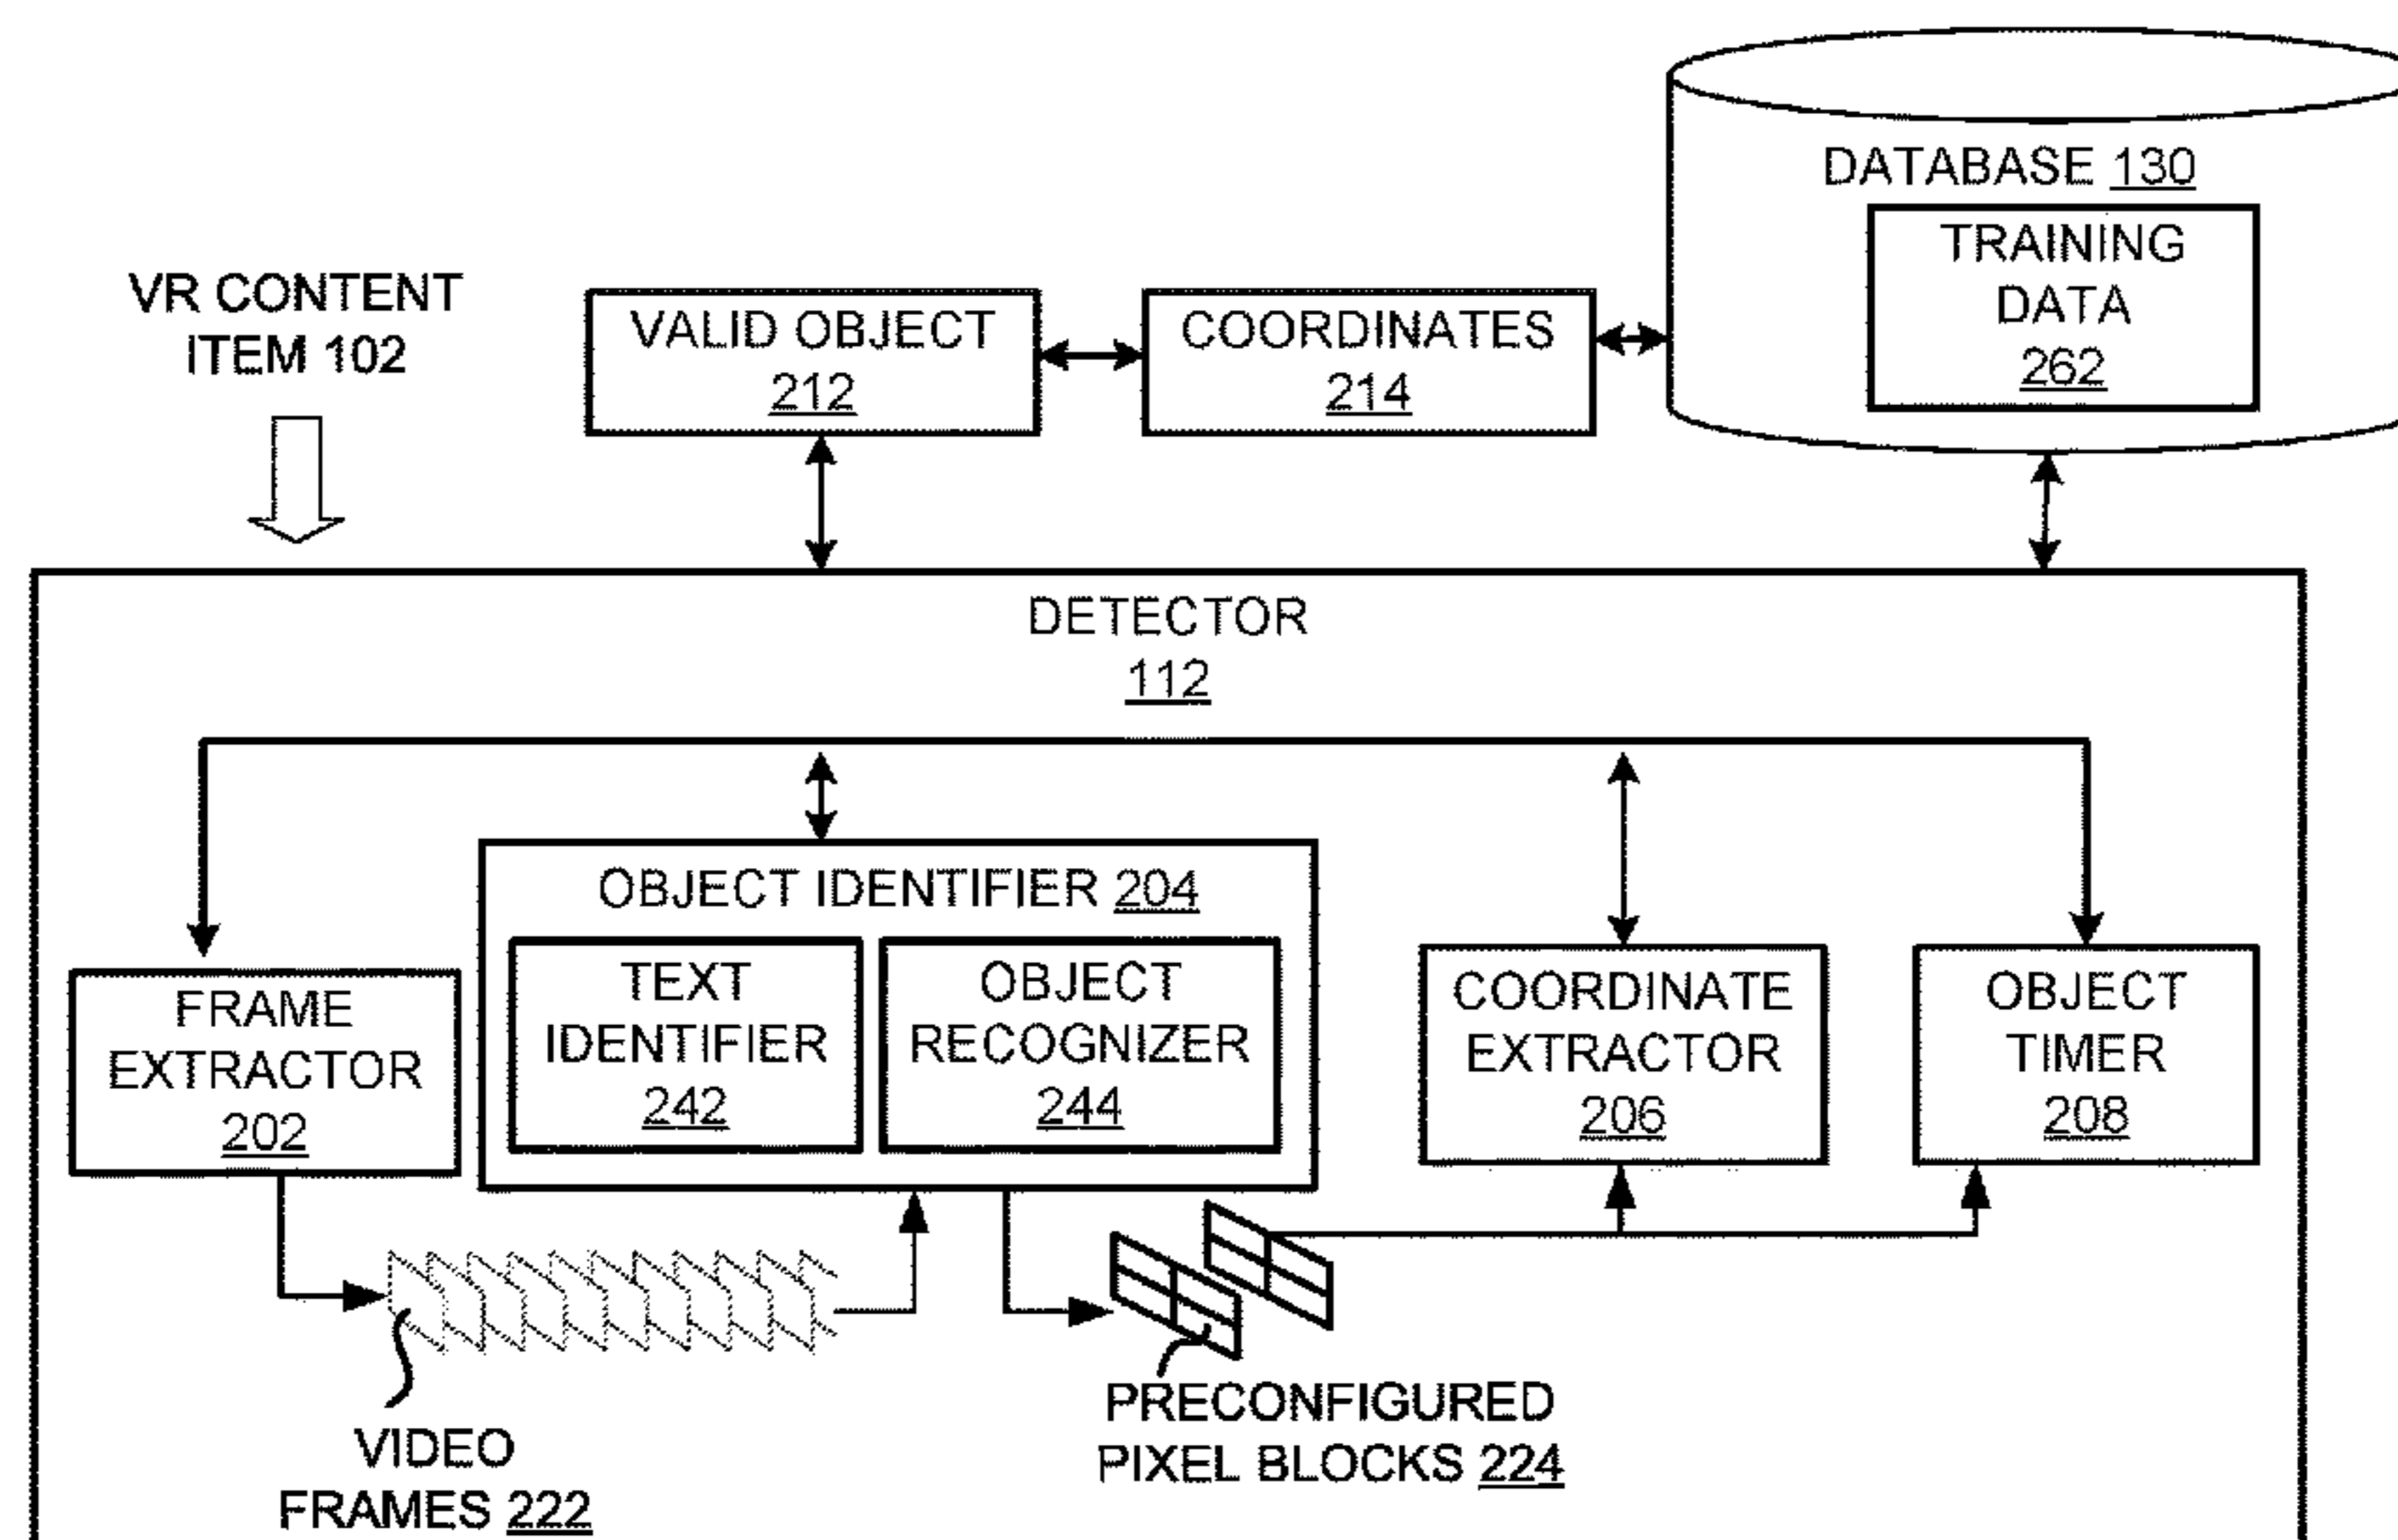 DATABASE 130
TRAINING
DATA
262
VR CONTENT
ITEM 102
VALID OBJECT
212
COORDINATES
214
DETECTOR
112
OBJECT IDENTIFIER 204
TEXT
IDENTIFIER
242
OBJECT
RECOGNIZER
244
FRAME
EXTRACTOR
202
COORDINATE
EXTRACTOR
206
OBJECT
TIMER
208
VIDEO
FRAMES 222
PRECONFIGURED
PIXEL BLOCKS 224